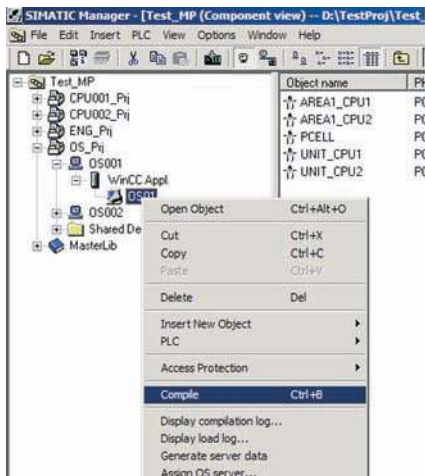 SIMATIC Manager - [Test_MP (Component view) -- D:\TestProj\Test_
File Edit Insert PLC View Options Window Help
Test_MP
CPU001_Prj
CPU002_Prj
ENG_Prj
OS_Prj
OS001
WinCC Appl.
OS01
OS002
Shared De
MasterLib
Object name
AREA1_CPU1
AREA1_CPU2
PCELL
UNIT_CPU1
UNIT_CPU2
Open Object Ctrl+Alt+O
Cut Ctrl+X
Copy Ctrl+C
Paste Ctrl+V
Delete Del
Insert New Object
PLC
Access Protection
Compile Ctrl+B
Display compilation log...
Display load log...
Generate server data
Assign OS server...